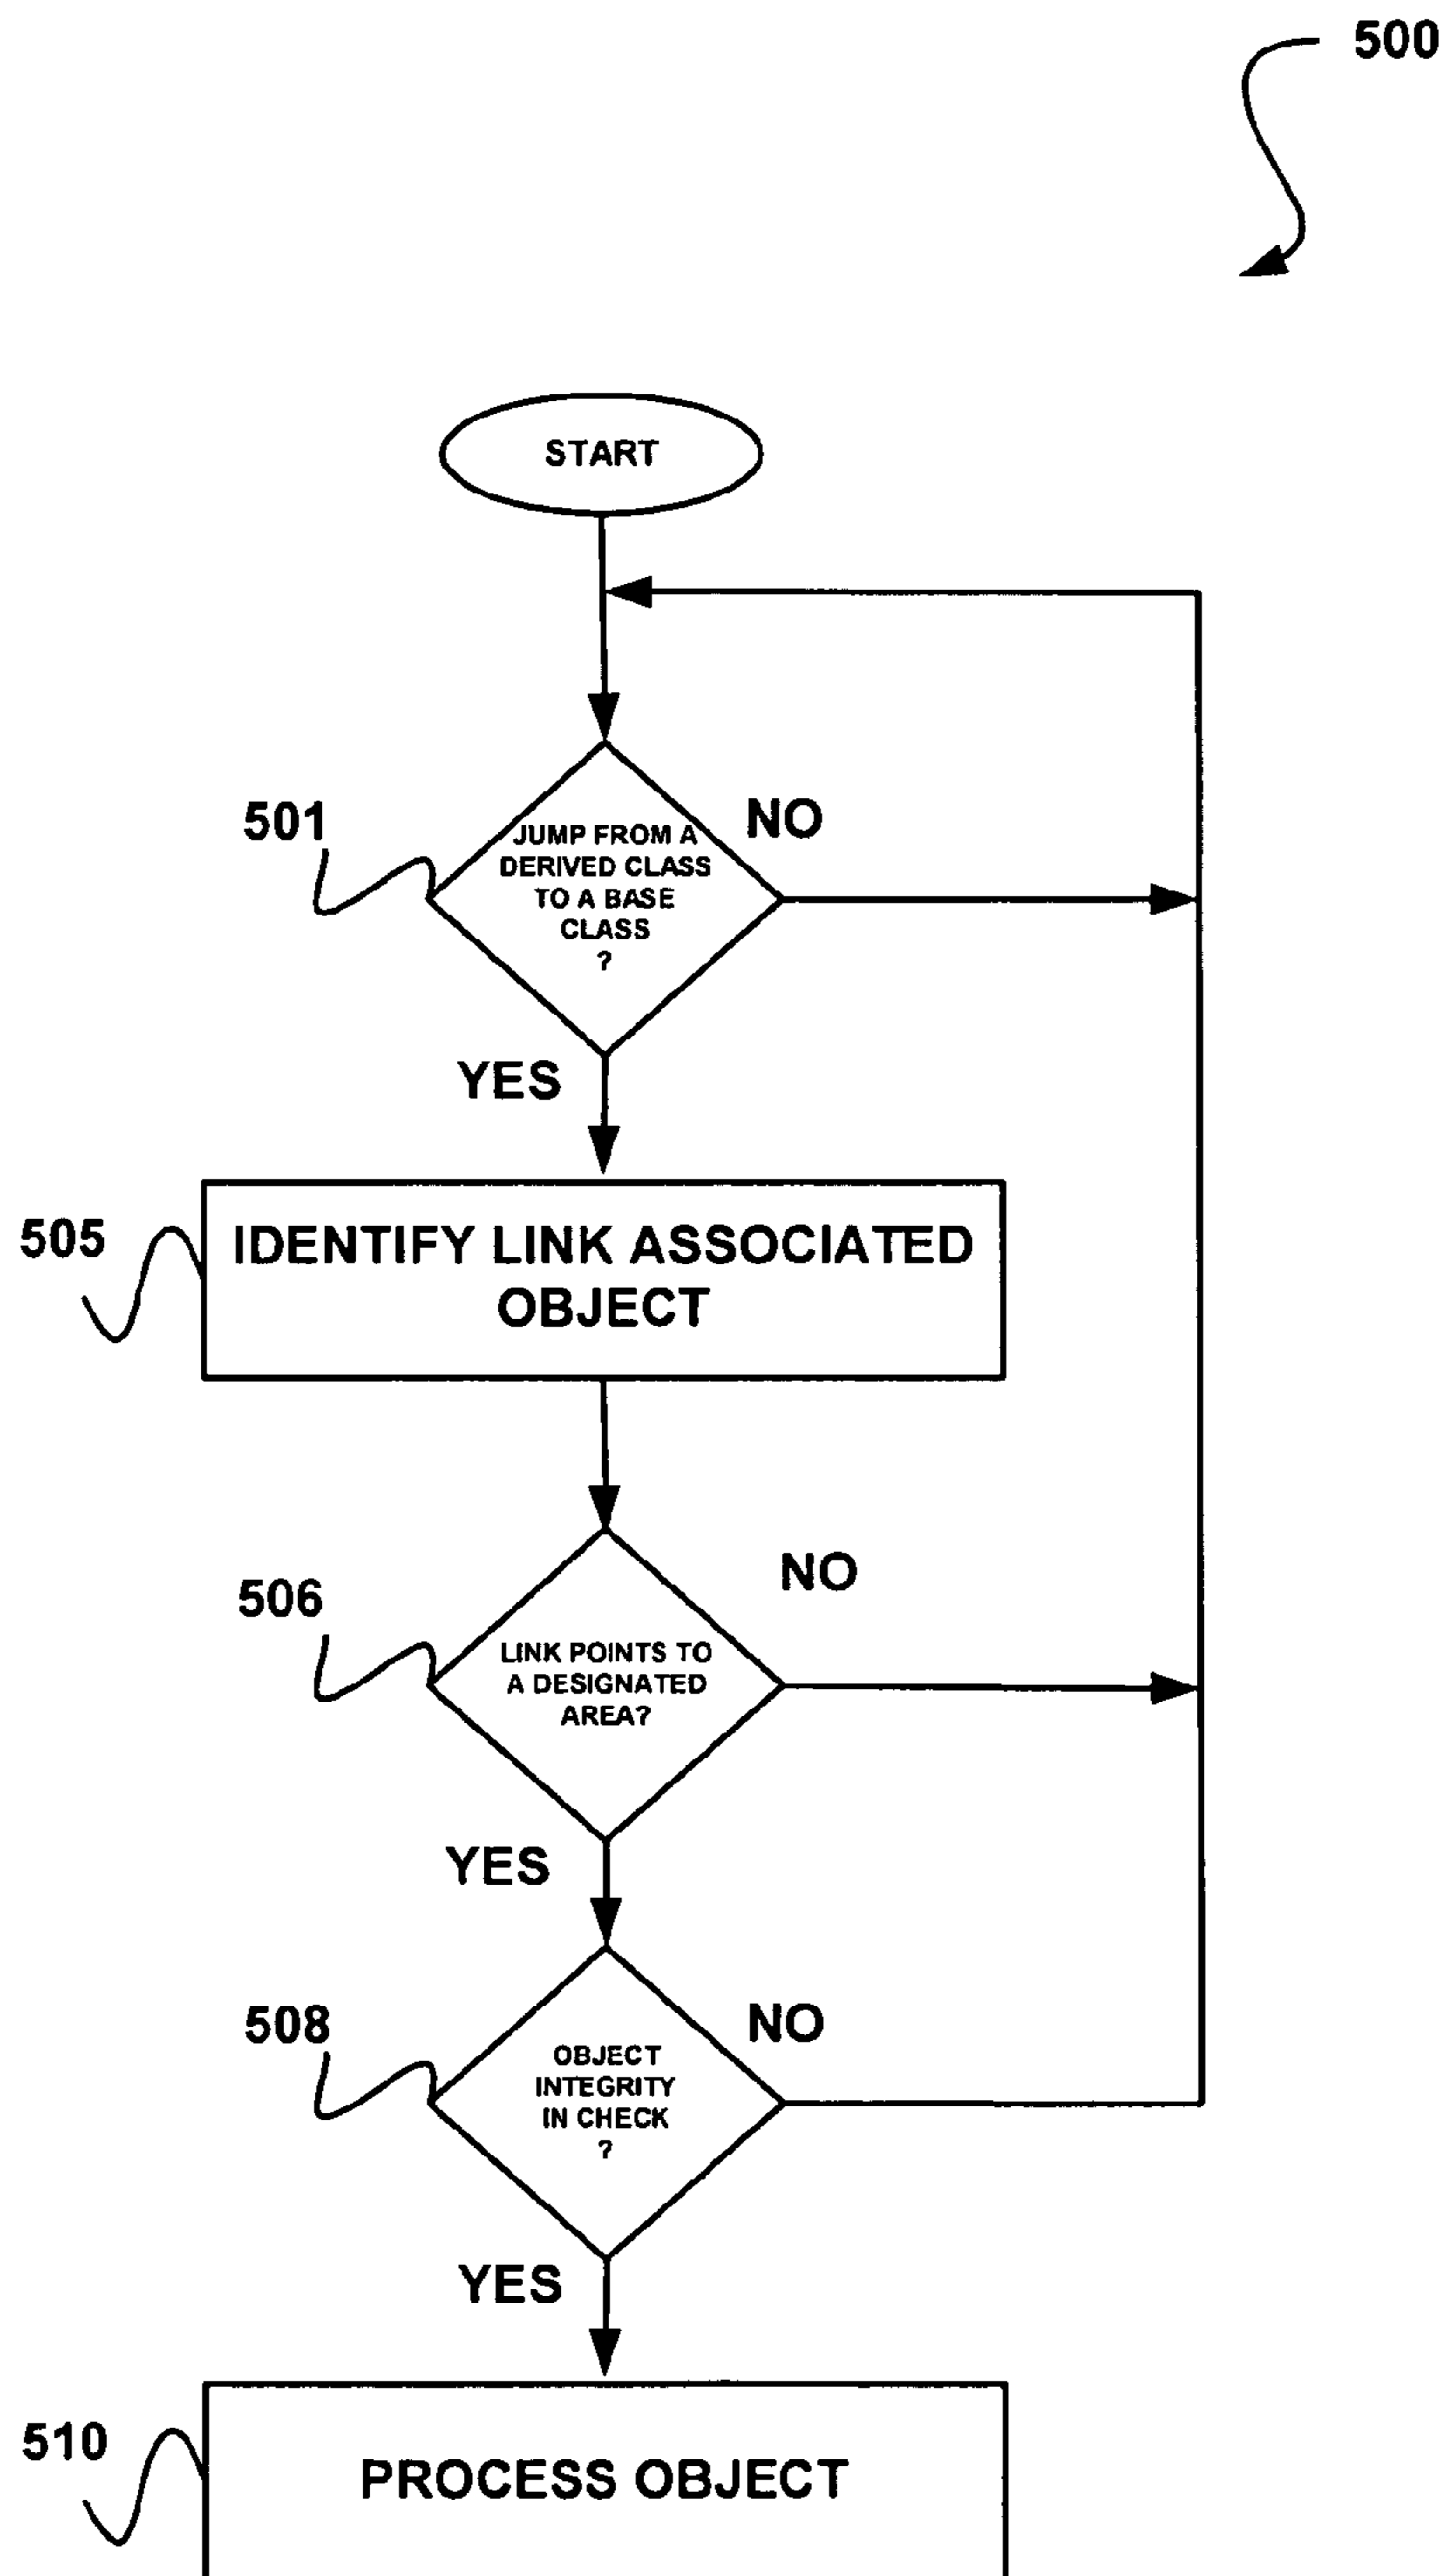 500
START
501
NO
JUMP FROM A
DERIVED CLASS
TO A BASE
CLASS
?
YES
505
IDENTIFY LINK ASSOCIATED
OBJECT
506
NO
LINK POINTS TO
A DESIGNATED
AREA?
YES
508
NO
OBJECT
INTEGRITY
IN CHECK
?
YES
510
PROCESS OBJECT